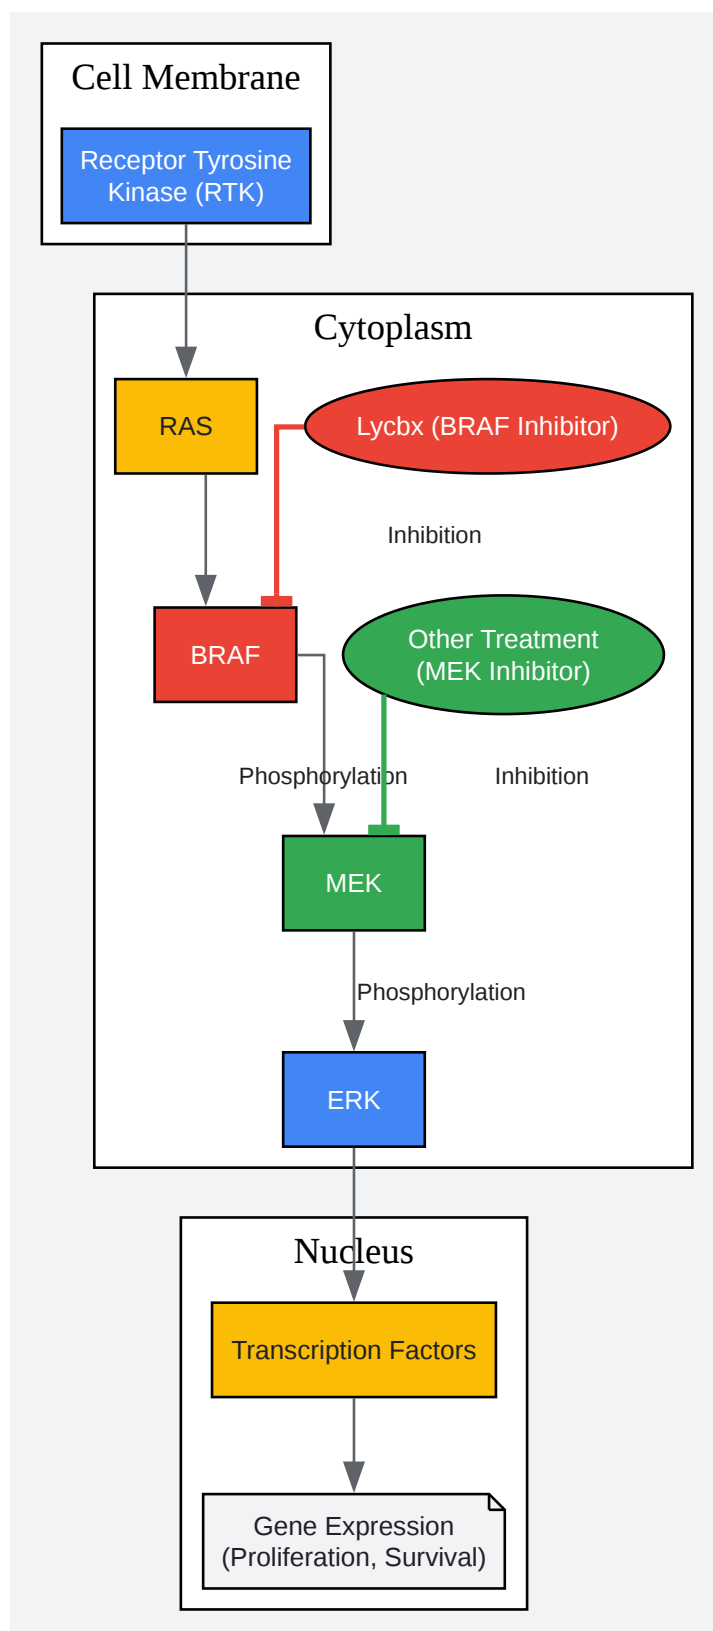 Cell Membrane
Receptor Tyrosine
Kinase (RTK)
Cytoplasm
RAS
Lycbx (BRAF Inhibitor)
Inhibition
BRAF
Other Treatment
(MEK Inhibitor)
Phosphorylation
Inhibition
MEK
Phosphorylation
ERK
Nucleus
Transcription Factors
Gene Expression
(Proliferation, Survival)